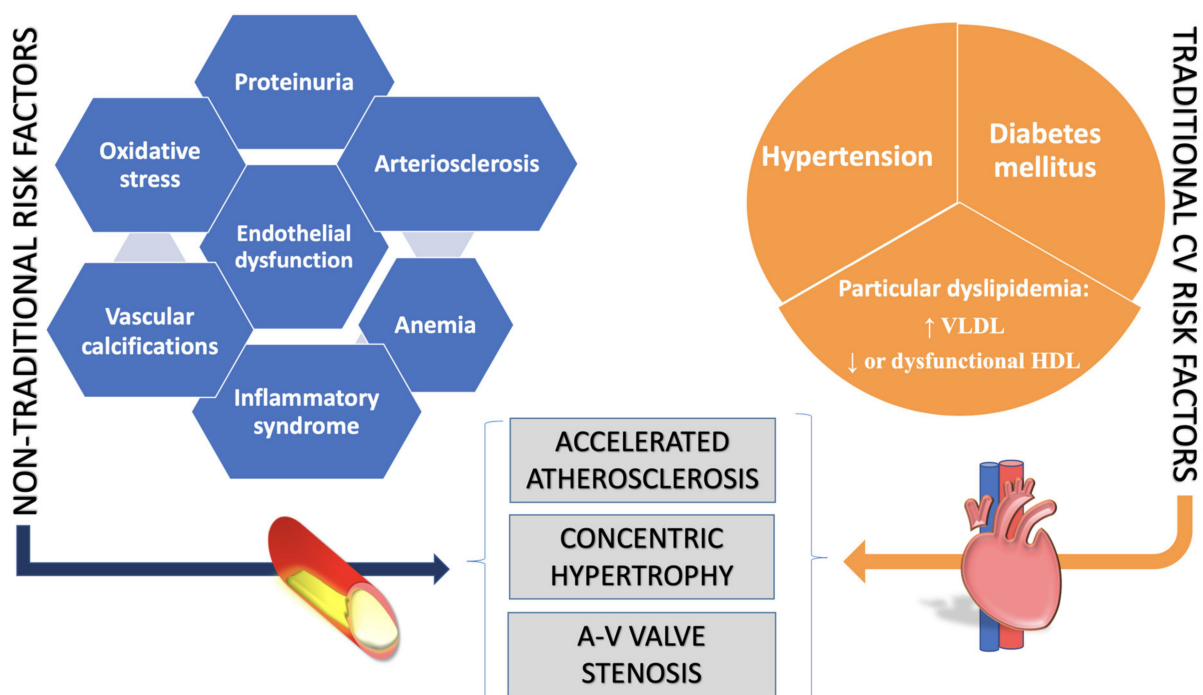 NON-TRADITIONAL RISK FACTORS
Proteinuria
Oxidative
stress
Arteriosclerosis
Endothelial
dysfunction
Vascular
calcifications
Anemia
Inflammatory
syndrome
TRADITIONAL CV RISK FACTORS
Hypertension
Diabetes
mellitus
Particular dyslipidemia:
↑ VLDL
↓ or dysfunctional HDL
ACCELERATED
ATHEROSCLEROSIS
CONCENTRIC
HYPERTROPHY
A-V VALVE
STENOSIS